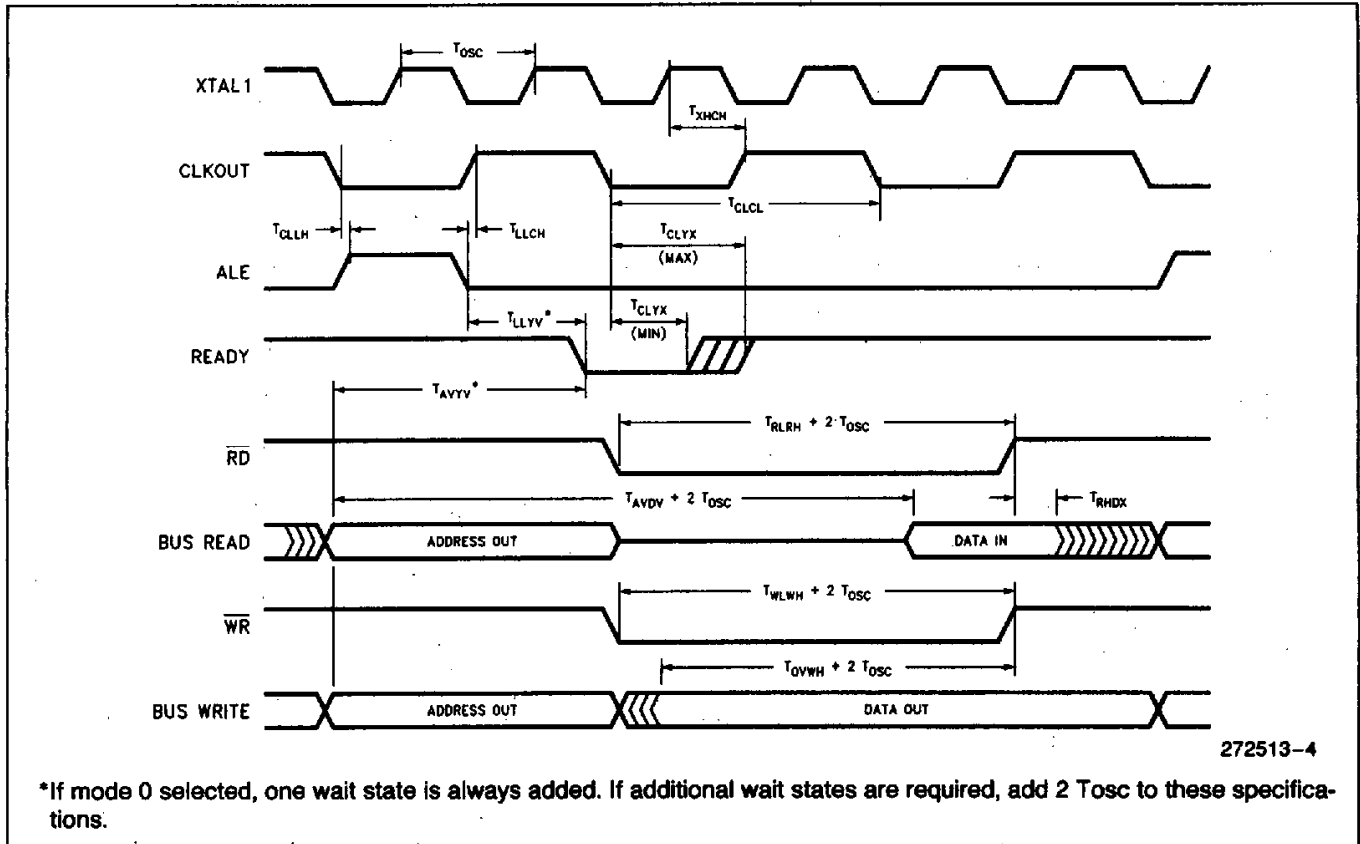 T_OSC
XTAL1
T_XHCH
CLKOUT
T_CLCL
T_CLLH
T_LLCH
T_CLYX
(MAX)
ALE
T_LLYV*
T_CLYX
(MIN)
READY
T_AVYV*
T_RLRH + 2 T_OSC
RD
T_AVDV + 2 T_OSC
T_RHDX
BUS READ
ADDRESS OUT
DATA IN
T_WLWH + 2 T_OSC
WR
T_QVWH + 2 T_OSC
BUS WRITE
ADDRESS OUT
DATA OUT
272513-4
*If mode 0 selected, one wait state is always added. If additional wait states are required, add 2 Tosc to these specifica-
tions.